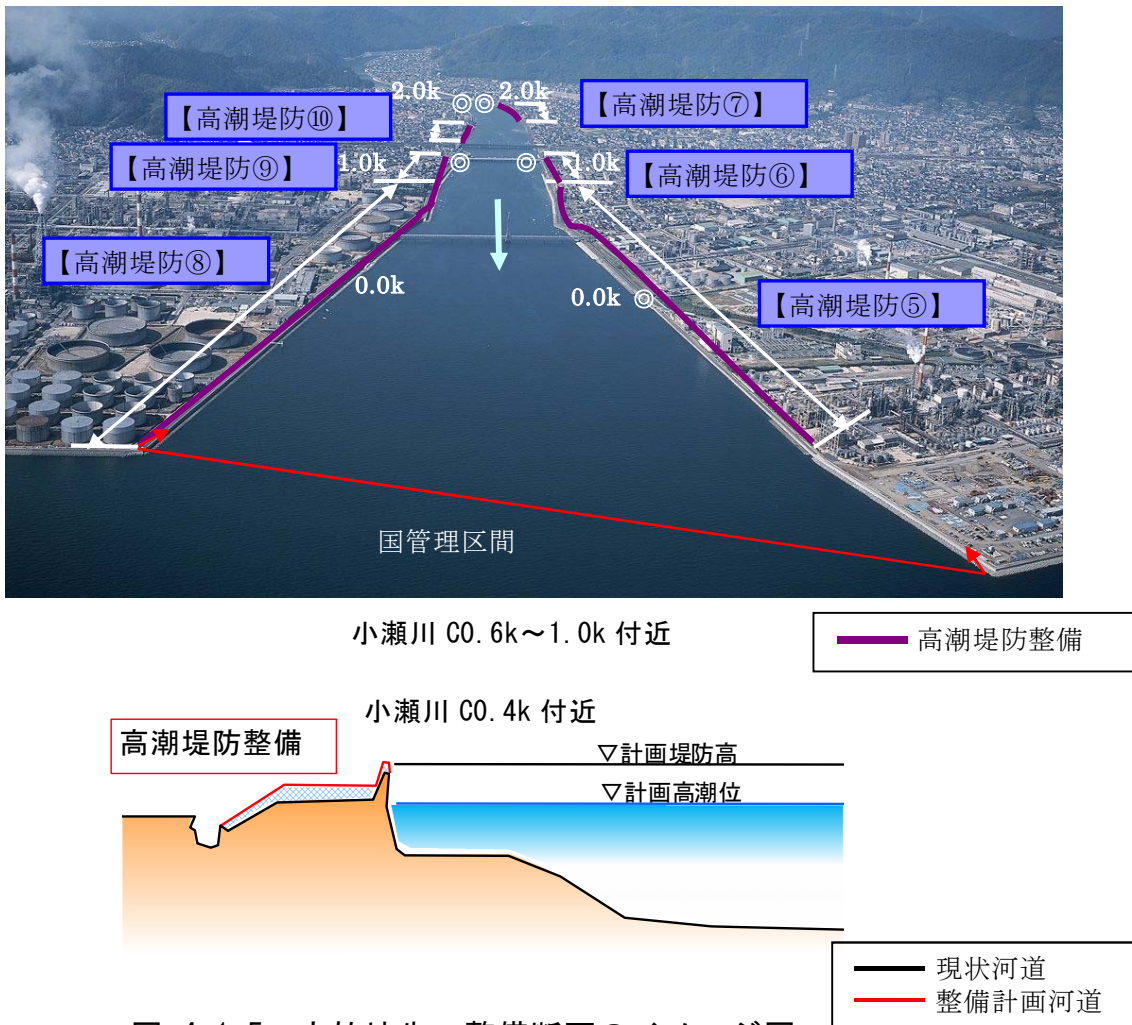 2.0k ◎◎ 2.0k
【高潮堤防⑦】
【高潮堤防⑩】
【高潮堤防⑨】
1.0k ◎
◎ 1.0k
【高潮堤防⑥】
【高潮堤防⑧】
0.0k
0.0k ◎
【高潮堤防⑤】
国管理区間
小瀬川 C0.6k～1.0k 付近
高潮堤防整備
小瀬川 C0.4k 付近
高潮堤防整備
▽計画堤防高
▽計画高潮位
現状河道
整備計画河道